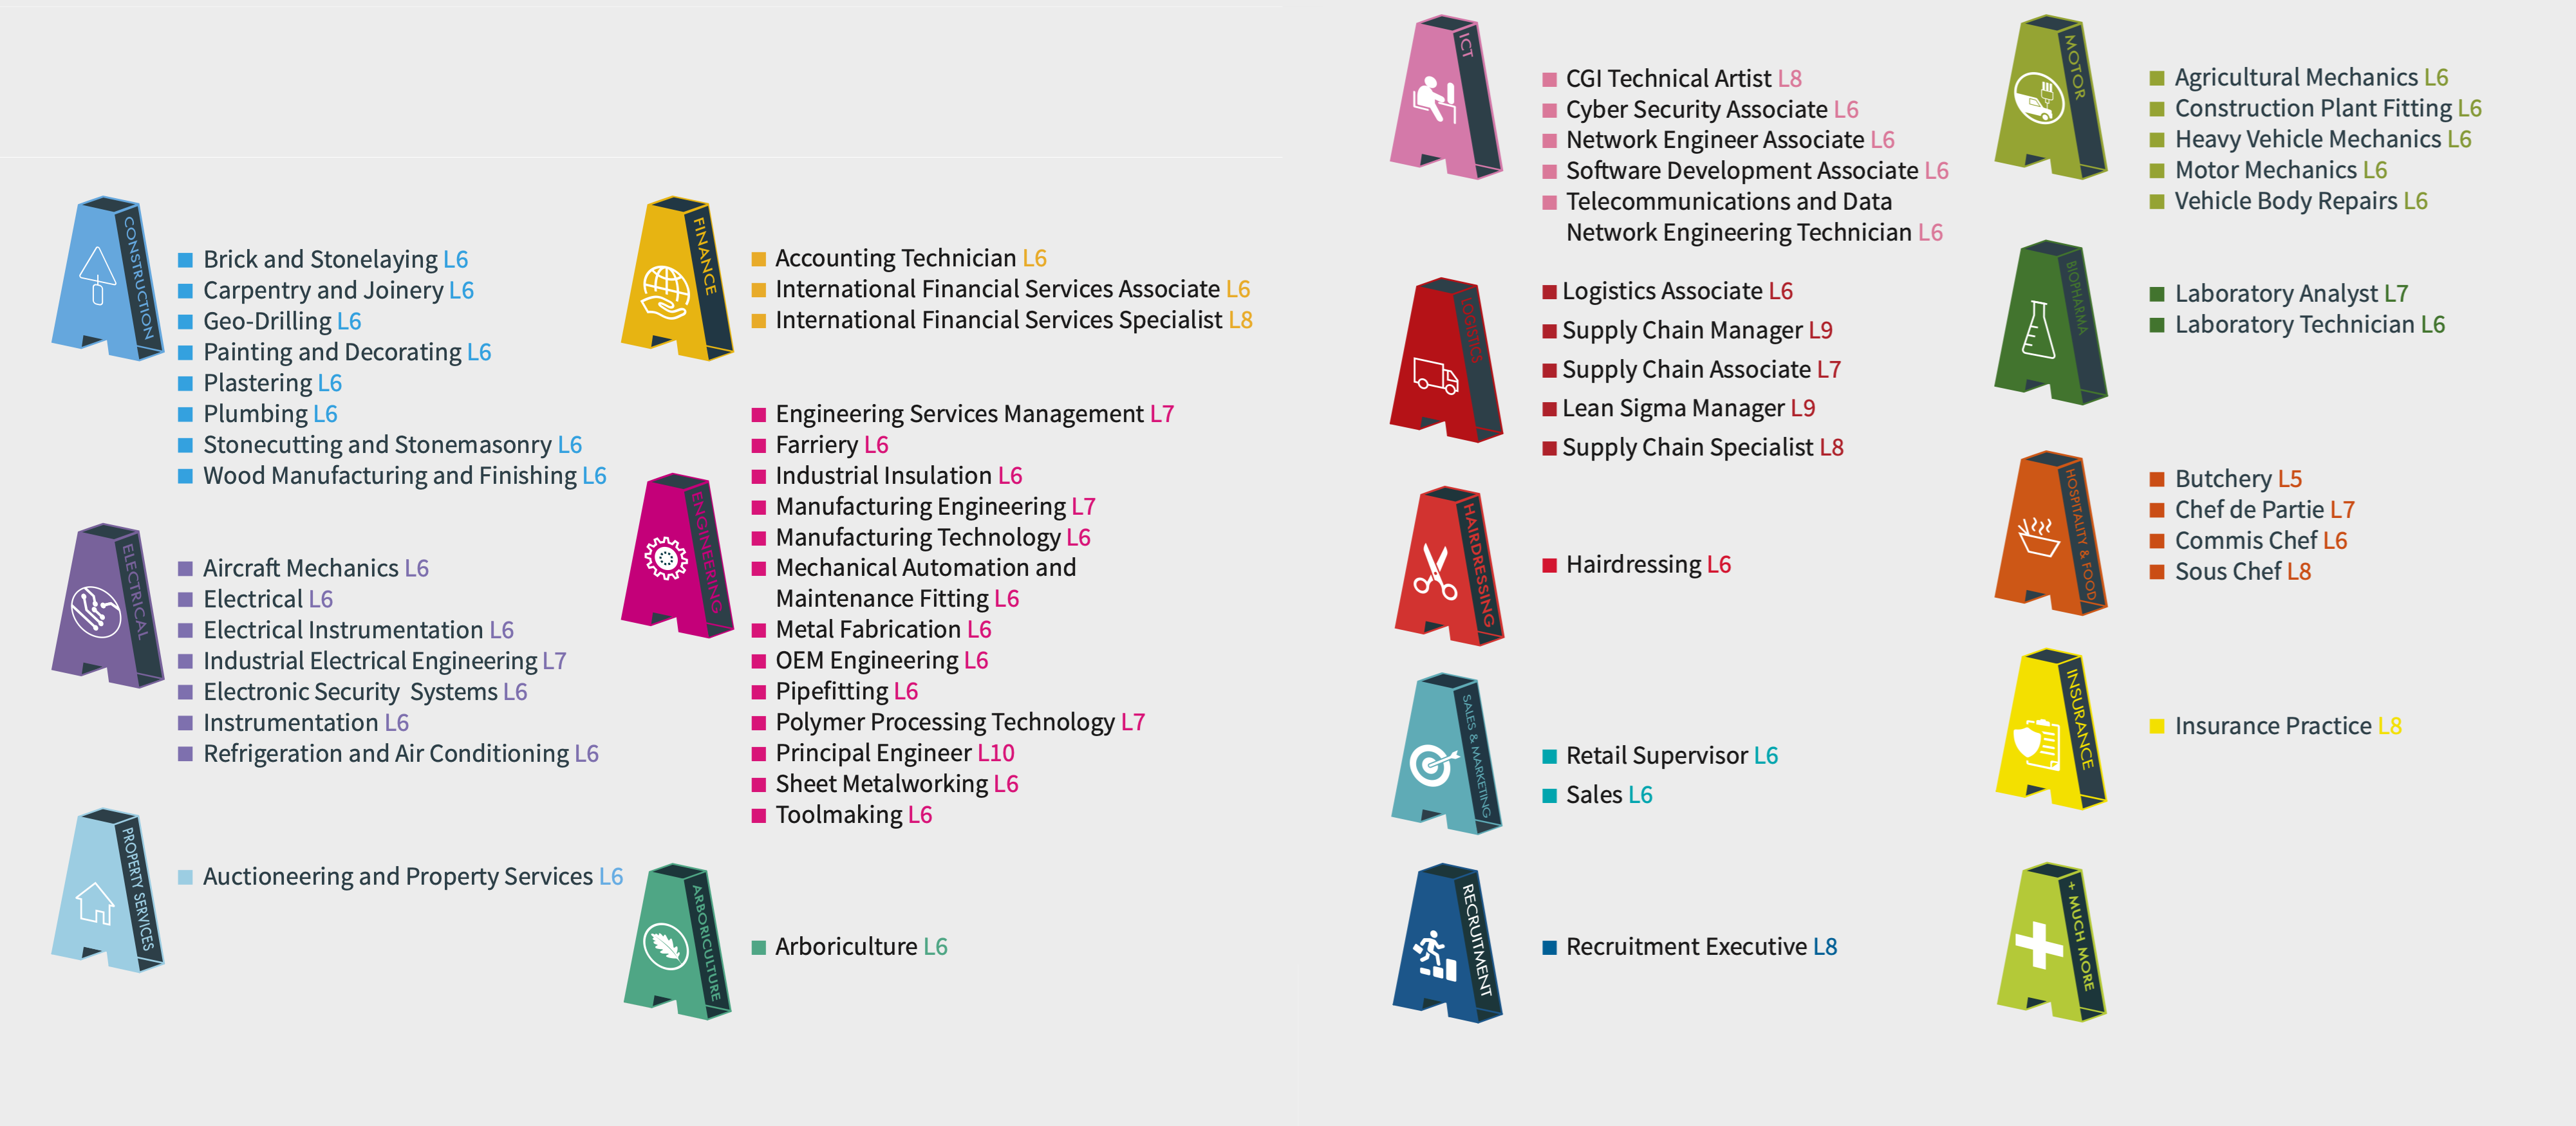 CONSTRUCTION
Brick and Stonelaying L6
Carpentry and Joinery L6
Geo-Drilling L6
Painting and Decorating L6
Plastering L6
Plumbing L6
Stonecutting and Stonemasonry L6
Wood Manufacturing and Finishing L6
ELECTRICAL
Aircraft Mechanics L6
Electrical L6
Electrical Instrumentation L6
Industrial Electrical Engineering L7
Electronic Security Systems L6
Instrumentation L6
Refrigeration and Air Conditioning L6
PROPERTY SERVICES
Auctioneering and Property Services L6
FINANCE
Accounting Technician L6
International Financial Services Associate L6
International Financial Services Specialist L8
ENGINEERING
Engineering Services Management L7
Farriery L6
Industrial Insulation L6
Manufacturing Engineering L7
Manufacturing Technology L6
Mechanical Automation and
Maintenance Fitting L6
Metal Fabrication L6
OEM Engineering L6
Pipefitting L6
Polymer Processing Technology L7
Principal Engineer L10
Sheet Metalworking L6
Toolmaking L6
ARBORICULTURE
Arboriculture L6
ICT
CGI Technical Artist L8
Cyber Security Associate L6
Network Engineer Associate L6
Software Development Associate L6
Telecommunications and Data
Network Engineering Technician L6
LOGISTICS
Logistics Associate L6
Supply Chain Manager L9
Supply Chain Associate L7
Lean Sigma Manager L9
Supply Chain Specialist L8
HAIRDRESSING
Hairdressing L6
SALES & MARKETING
Retail Supervisor L6
Sales L6
RECRUITMENT
Recruitment Executive L8
MOTOR
Agricultural Mechanics L6
Construction Plant Fitting L6
Heavy Vehicle Mechanics L6
Motor Mechanics L6
Vehicle Body Repairs L6
BIOPHARMA
Laboratory Analyst L7
Laboratory Technician L6
HOSPITALITY & FOOD
Butchery L5
Chef de Partie L7
Commis Chef L6
Sous Chef L8
INSURANCE
Insurance Practice L8
+ MUCH MORE